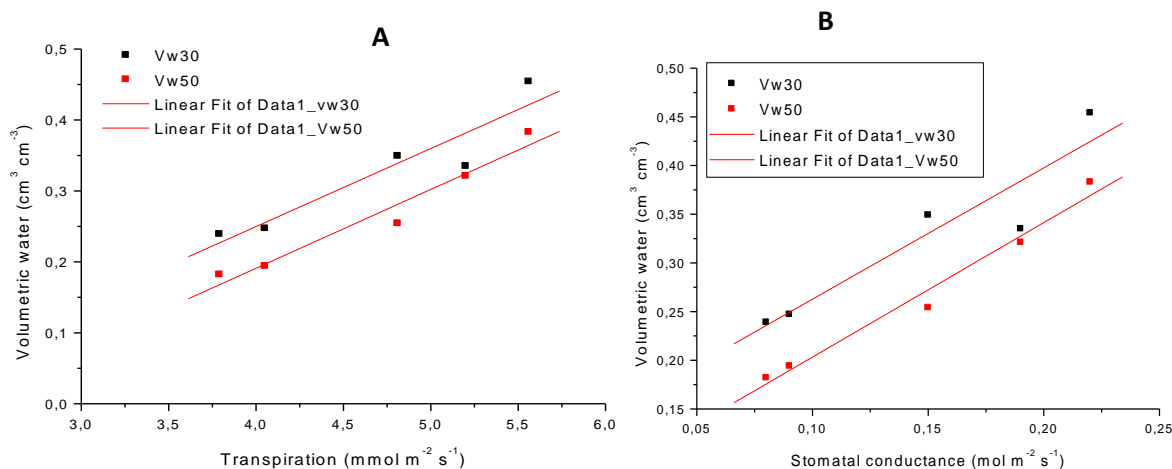 A
Vw30
Vw50
Linear Fit of Data1_vw30
Linear Fit of Data1_Vw50
0,5
0,4
0,3
0,2
0,1
0,0
Volumetric water (cm³ cm⁻³)
3,0 3,5 4,0 4,5 5,0 5,5 6,0
Transpiration (mmol m⁻² s⁻¹)
B
Vw30
Vw50
Linear Fit of Data1_vw30
Linear Fit of Data1_Vw50
0,50
0,45
0,40
0,35
0,30
0,25
0,20
0,15
Volumetric water (cm³ cm⁻³)
0,05 0,10 0,15 0,20 0,25
Stomatal conductance (mol m⁻² s⁻¹)